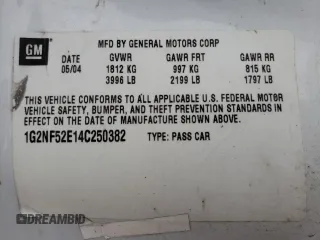 GM
MFD BY GENERAL MOTORS CORP
DATE GVWR GAWR FRT GAWR RR
05/04 1812 KG 997 KG 815 KG
3996 LB 2199 LB 1797 LB
THIS VEHICLE CONFORMS TO ALL APPLICABLE U.S. FEDERAL MOTOR
VEHICLE SAFETY, BUMPER, AND THEFT PREVENTION STANDARDS IN
EFFECT ON THE DATE OF MANUFACTURE SHOWN ABOVE.
1G2NF52E14C250382 TYPE: PASS CAR
DREAMBID